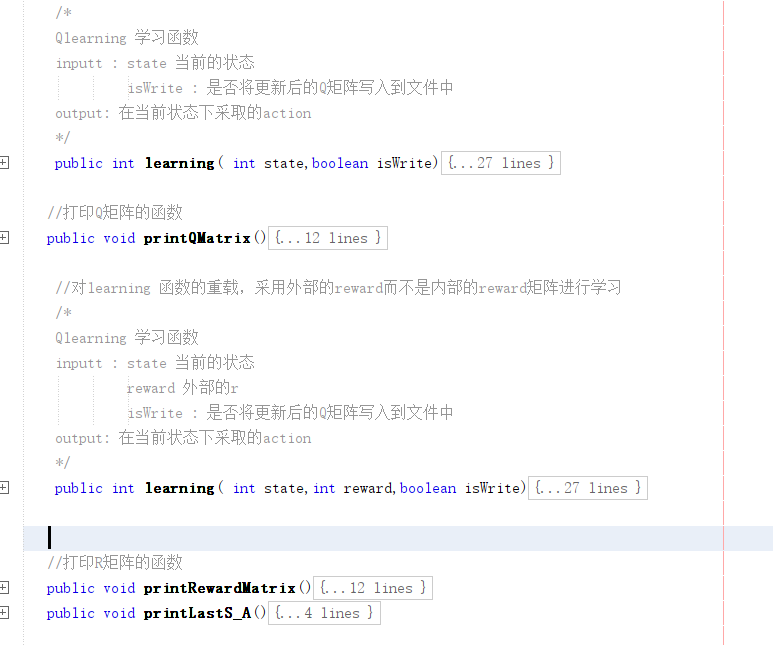 /*
Qlearning 学习函数
inputt : state 当前的状态
isWrite : 是否将更新后的Q矩阵写入到文件中
output: 在当前状态下采取的action
*/
public int learning( int state,boolean isWrite) {...27 lines }
//打印Q矩阵的函数
public void printQMatrix() {...12 lines }
//对learning 函数的重载，采用外部的reward而不是内部的reward矩阵进行学习
/*
Qlearning 学习函数
inputt : state 当前的状态
reward 外部的r
isWrite : 是否将更新后的Q矩阵写入到文件中
output: 在当前状态下采取的action
*/
public int learning( int state,int reward,boolean isWrite) {...27 lines }
//打印R矩阵的函数
public void printRewardMatrix() {...12 lines }
public void printLastS_A() {...4 lines }